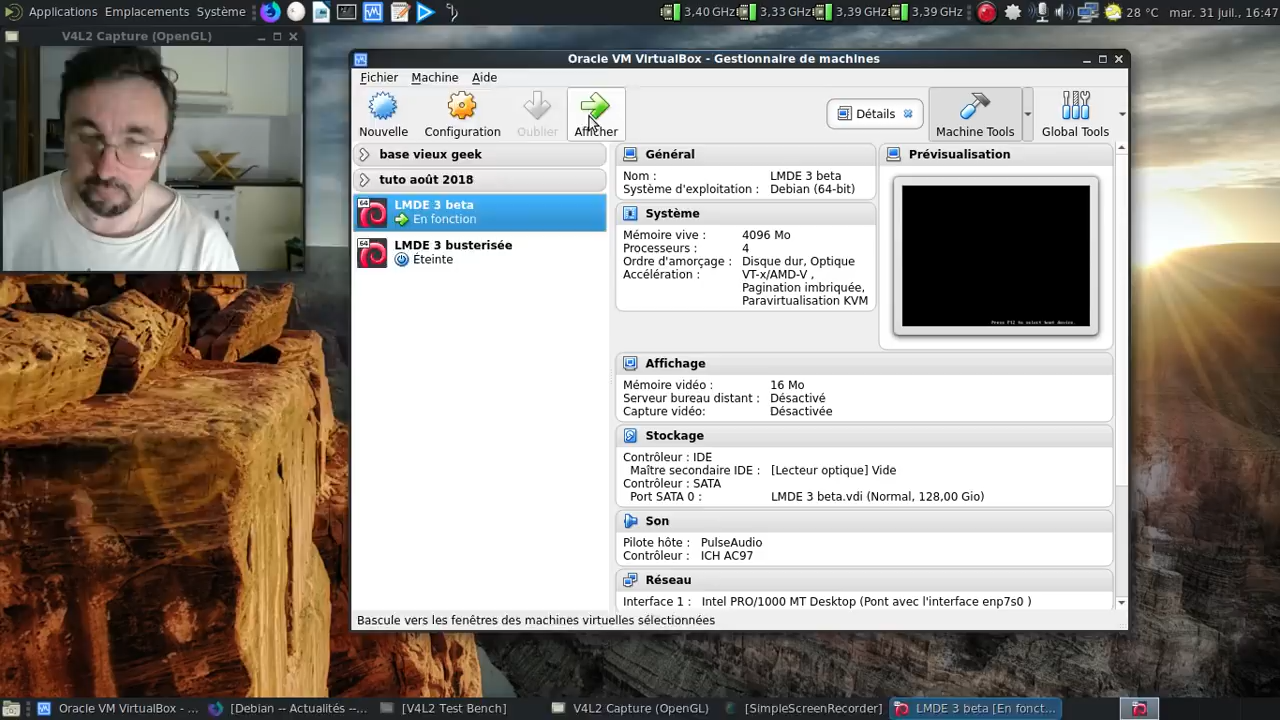 Applications Emplacements Système
3,40 GHz 3,33 GHz 3,39 GHz 3,39 GHz
28 °C mar. 31 juil., 16:47
V4L2 Capture (OpenGL)
Oracle VM VirtualBox - Gestionnaire de machines
Fichier Machine Aide
Nouvelle Configuration Oublier Afficher
Détails
Machine Tools Global Tools
base vieux geek
tuto août 2018
LMDE 3 beta
En fonction
LMDE 3 busterisée
Éteinte
Général
Nom : LMDE 3 beta
Système d'exploitation : Debian (64-bit)
Système
Mémoire vive : 4096 Mo
Processeurs : 4
Ordre d'amorçage : Disque dur, Optique
Accélération : VT-x/AMD-V ,
Pagination imbriquée,
Paravirtualisation KVM
Prévisualisation
Press F12 to select boot device.
Affichage
Mémoire vidéo : 16 Mo
Serveur bureau distant : Désactivé
Capture vidéo: Désactivée
Stockage
Contrôleur : IDE
Maître secondaire IDE : [Lecteur optique] Vide
Contrôleur : SATA
Port SATA 0 : LMDE 3 beta.vdi (Normal, 128,00 Gio)
Son
Pilote hôte : PulseAudio
Contrôleur : ICH AC97
Réseau
Interface 1 : Intel PRO/1000 MT Desktop (Pont avec l'interface enp7s0 )
Bascule vers les fenêtres des machines virtuelles sélectionnées
Oracle VM VirtualBox - ... [Debian -- Actualités -- ... [V4L2 Test Bench] V4L2 Capture (OpenGL) [SimpleScreenRecorder] LMDE 3 beta [En fonct...